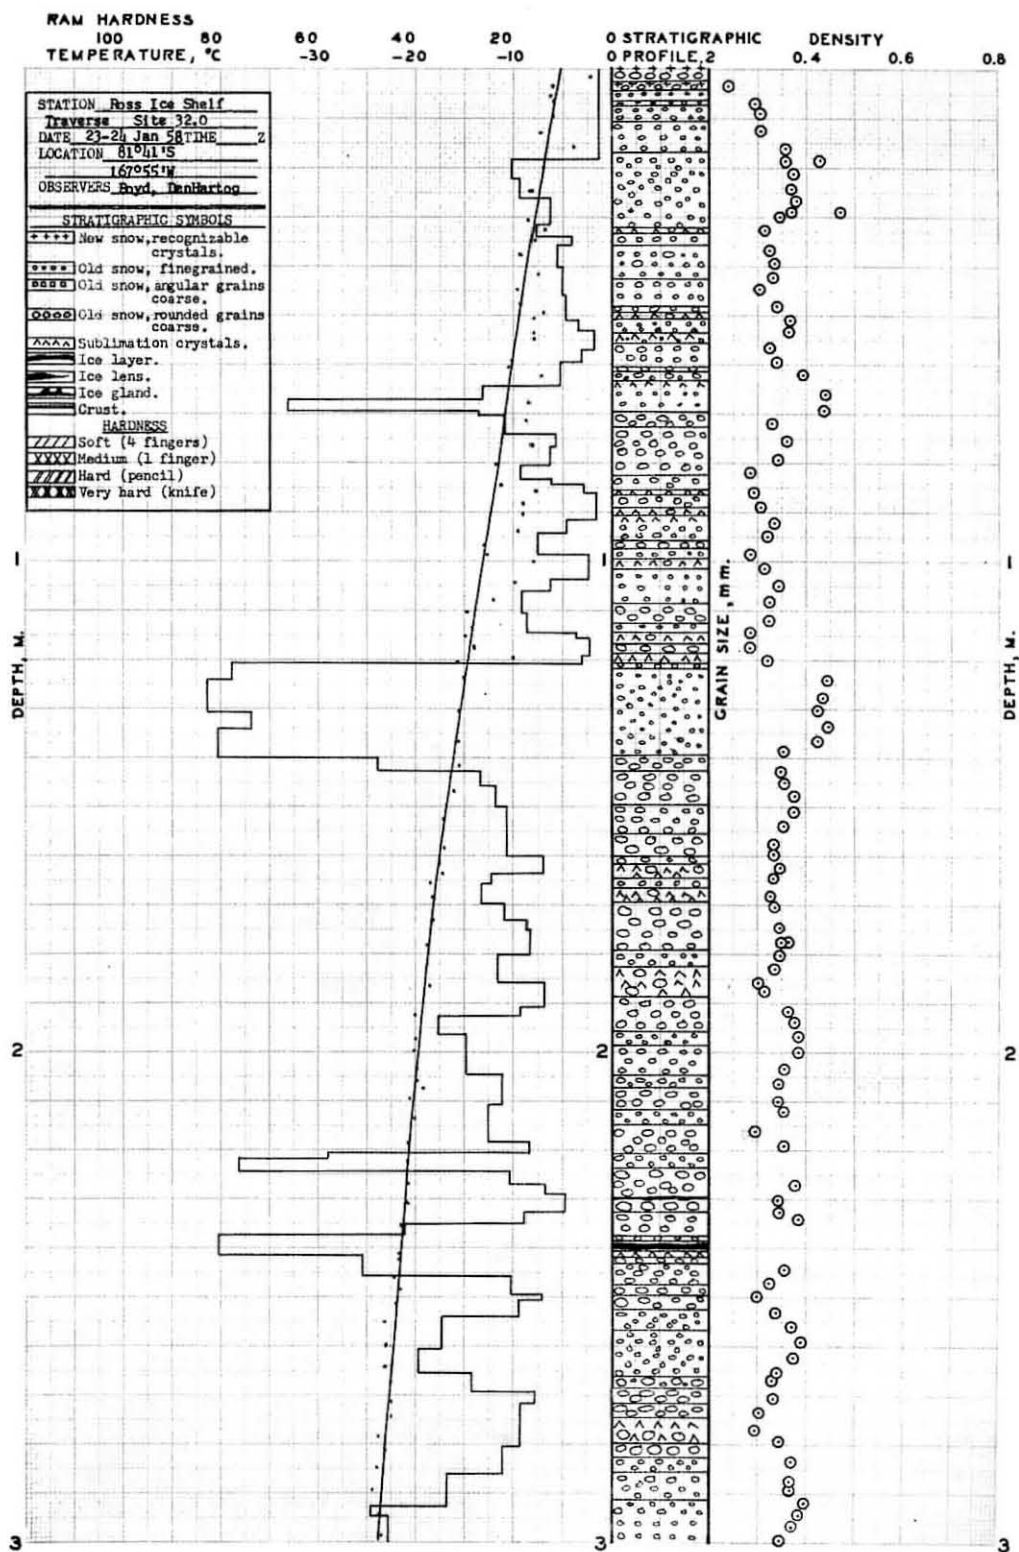 RAM HARDNESS
100 80 60 40 20 0 STRATIGRAPHIC DENSITY
TEMPERATURE, °C -30 -20 -10 0 PROFILE, 2 0.2 0.4 0.6 0.8
STATION Ross Ice Shelf
Traverse Site 32.0
DATE 23-24 Jan 58 TIME Z
LOCATION 81°41'S
167°55'W
OBSERVERS Boyd, DenHartog
STRATIGRAPHIC SYMBOLS
New snow, recognizable
crystals.
Old snow, finegrained.
Old snow, angular grains
coarse.
Old snow, rounded grains
coarse.
Sublimation crystals.
Ice layer.
Ice lens.
Ice gland.
Crust.
HARDNESS
Soft (4 fingers)
Medium (1 finger)
Hard (pencil)
Very hard (knife)
1 1 1
DEPTH, M.
GRAIN SIZE, mm.
DEPTH, M.
2 2 2
3 3 3